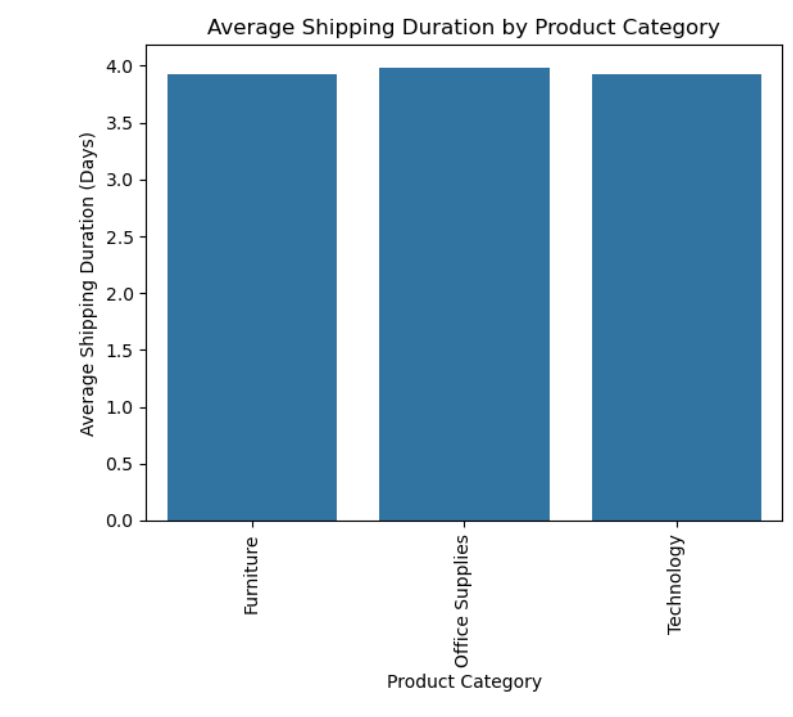 Average Shipping Duration by Product Category
Average Shipping Duration (Days)
4.0
3.5
3.0
2.5
2.0
1.5
1.0
0.5
0.0
Furniture
Office Supplies
Technology
Product Category